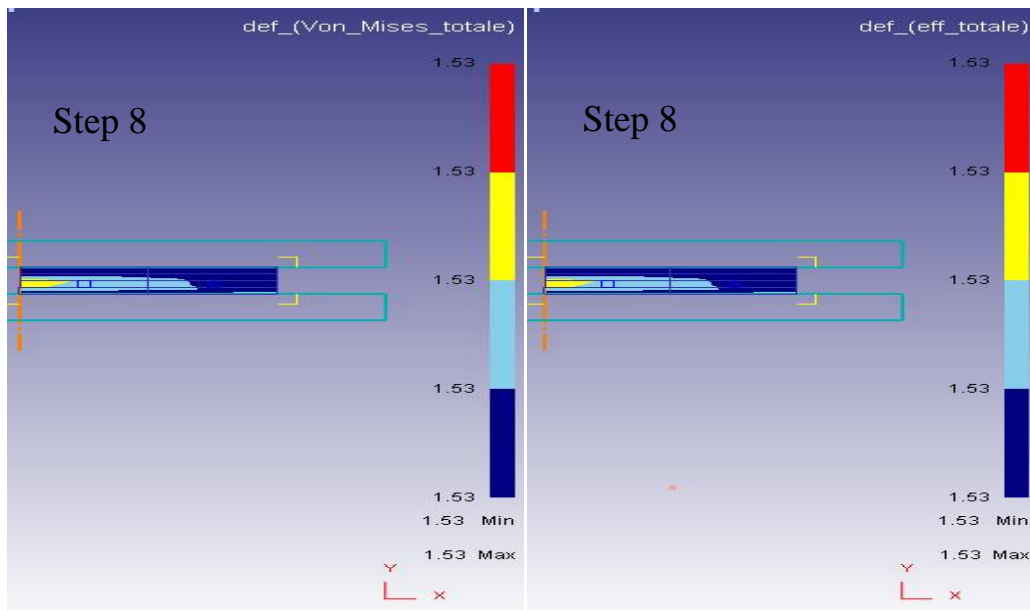 def_(Von_Mises_totale)
1.53
Step 8
1.53
1.53
1.53
1.53
1.53 Min
1.53 Max
Y
X
def_(eff_totale)
1.53
Step 8
1.53
1.53
1.53
1.53
1.53 Min
1.53 Max
Y
X